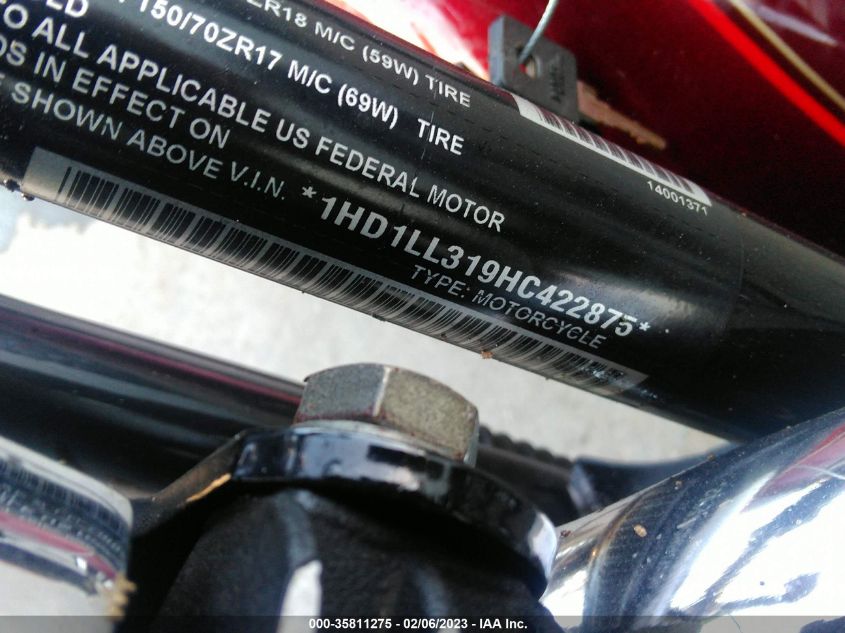 LD
ZR18 M/C (59W) TIRE
150/70ZR17 M/C (69W) TIRE
TO ALL APPLICABLE US FEDERAL MOTOR
DS IN EFFECT ON
E SHOWN ABOVE V.I.N.
*1HD1LL319HC422875*
TYPE: MOTORCYCLE
14001371
000-35811275 - 02/06/2023 - IAA Inc.